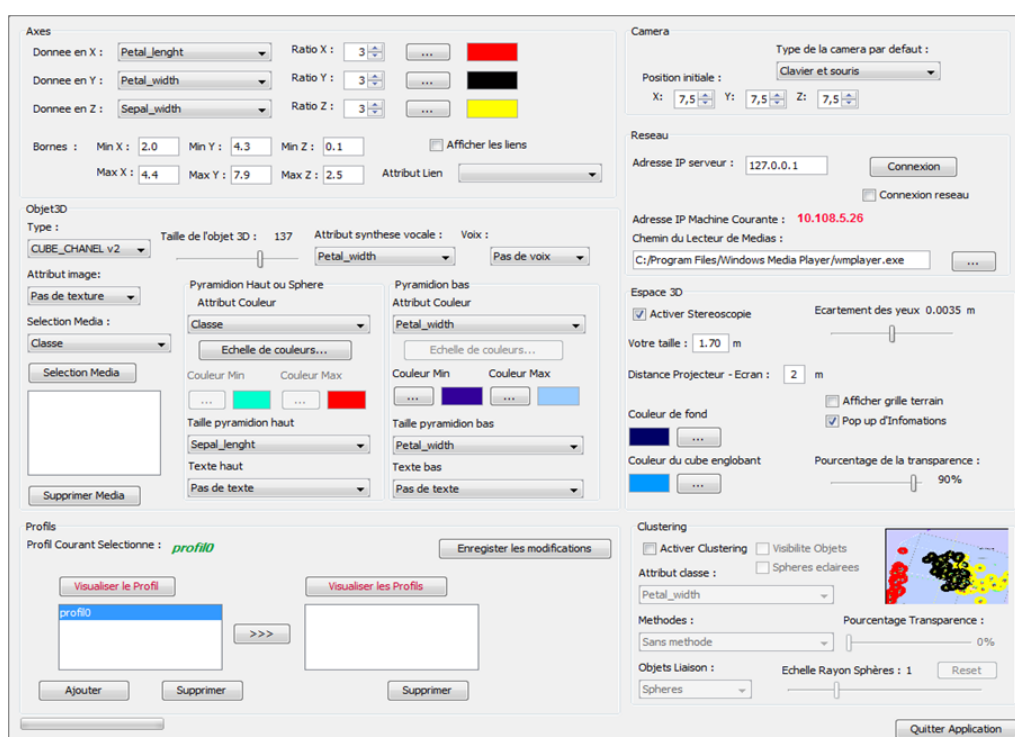 Axes
Donnee en X : Petal_lenght Ratio X : 3 ...
Donnee en Y : Petal_width Ratio Y : 3 ...
Donnee en Z : Sepal_width Ratio Z : 3 ...
Bornes : Min X : 2.0 Min Y : 4.3 Min Z : 0.1 Afficher les liens
Max X : 4.4 Max Y : 7.9 Max Z : 2.5 Attribut Lien
Objet3D
Type :
CUBE_CHANEL v2
Taille de l'objet 3D : 137
Attribut synthese vocale : Voix :
Petal_width Pas de voix
Attribut image:
Pas de texture
Selection Media :
Classe
Selection Media
Supprimer Media
Pyramidion Haut ou Sphere
Attribut Couleur
Classe
Echelle de couleurs...
Couleur Min Couleur Max
... ...
Taille pyramidion haut
Sepal_lenght
Texte haut
Pas de texte
Pyramidion bas
Attribut Couleur
Petal_width
Echelle de couleurs...
Couleur Min Couleur Max
... ...
Taille pyramidion bas
Petal_width
Texte bas
Pas de texte
Profils
Profil Courant Selectionne : profil0
Enregister les modifications
Visualiser le Profil Visualiser les Profils
profil0
>>>
Ajouter Supprimer Supprimer
Camera
Type de la camera par defaut :
Clavier et souris
Position initiale :
X: 7,5 Y: 7,5 Z: 7,5
Reseau
Adresse IP serveur : 127.0.0.1 Connexion
Connexion reseau
Adresse IP Machine Courante : 10.108.5.26
Chemin du Lecteur de Medias :
C:/Program Files/Windows Media Player/wmplayer.exe ...
Espace 3D
Activer Stereoscopie Ecartement des yeux 0.0035 m
Votre taille : 1.70 m
Distance Projecteur - Ecran : 2 m
Afficher grille terrain
Couleur de fond Pop up d'Infomations
...
Couleur du cube englobant Pourcentage de la transparence :
... 90%
Clustering
Activer Clustering Visibilite Objets
Attribut classe : Spheres eclairees
Petal_width
Methodes : Pourcentage Transparence :
Sans methode 0%
Objets Liaison : Echelle Rayon Sphères : 1 Reset
Spheres
Quitter Application